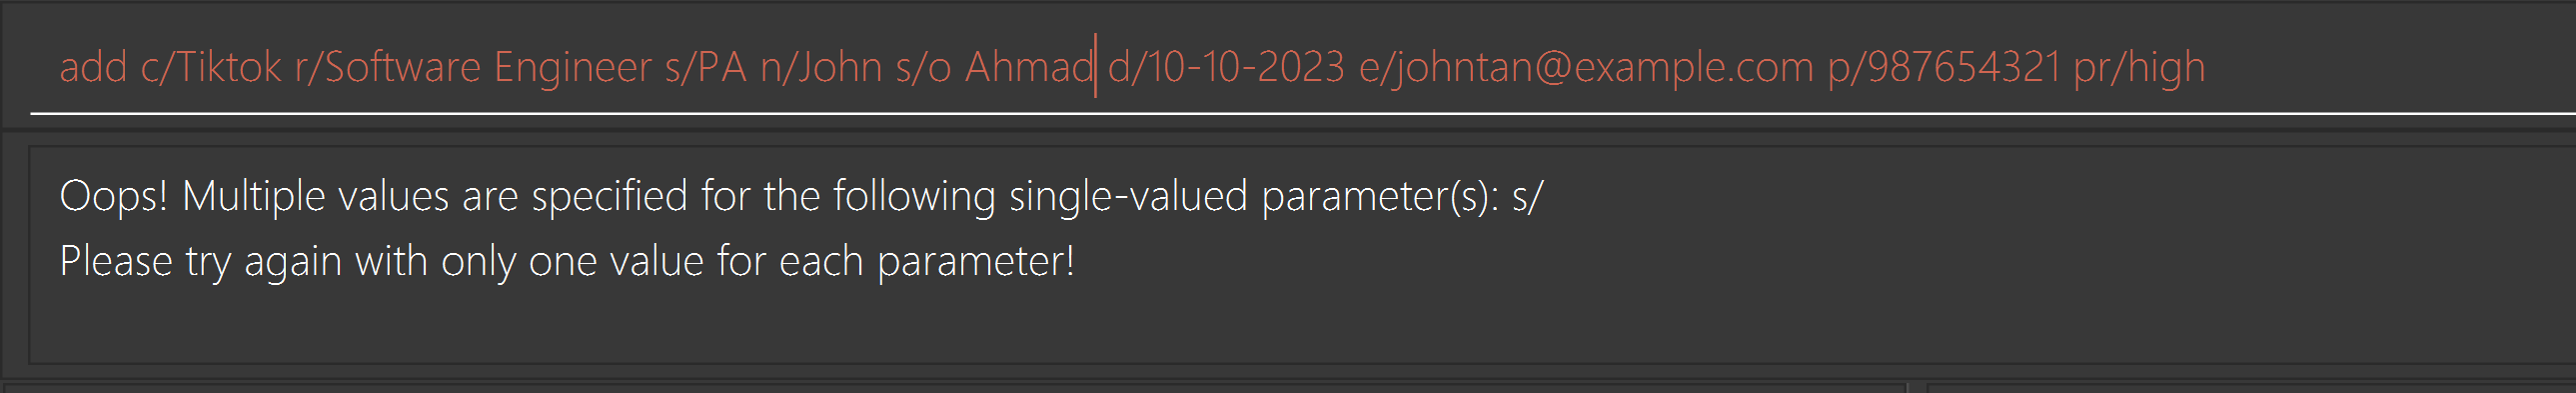 add c/Tiktok r/Software Engineer s/PA n/John s/o Ahmad d/10-10-2023 e/johntan@example.com p/987654321 pr/high
Oops! Multiple values are specified for the following single-valued parameter(s): s/
Please try again with only one value for each parameter!